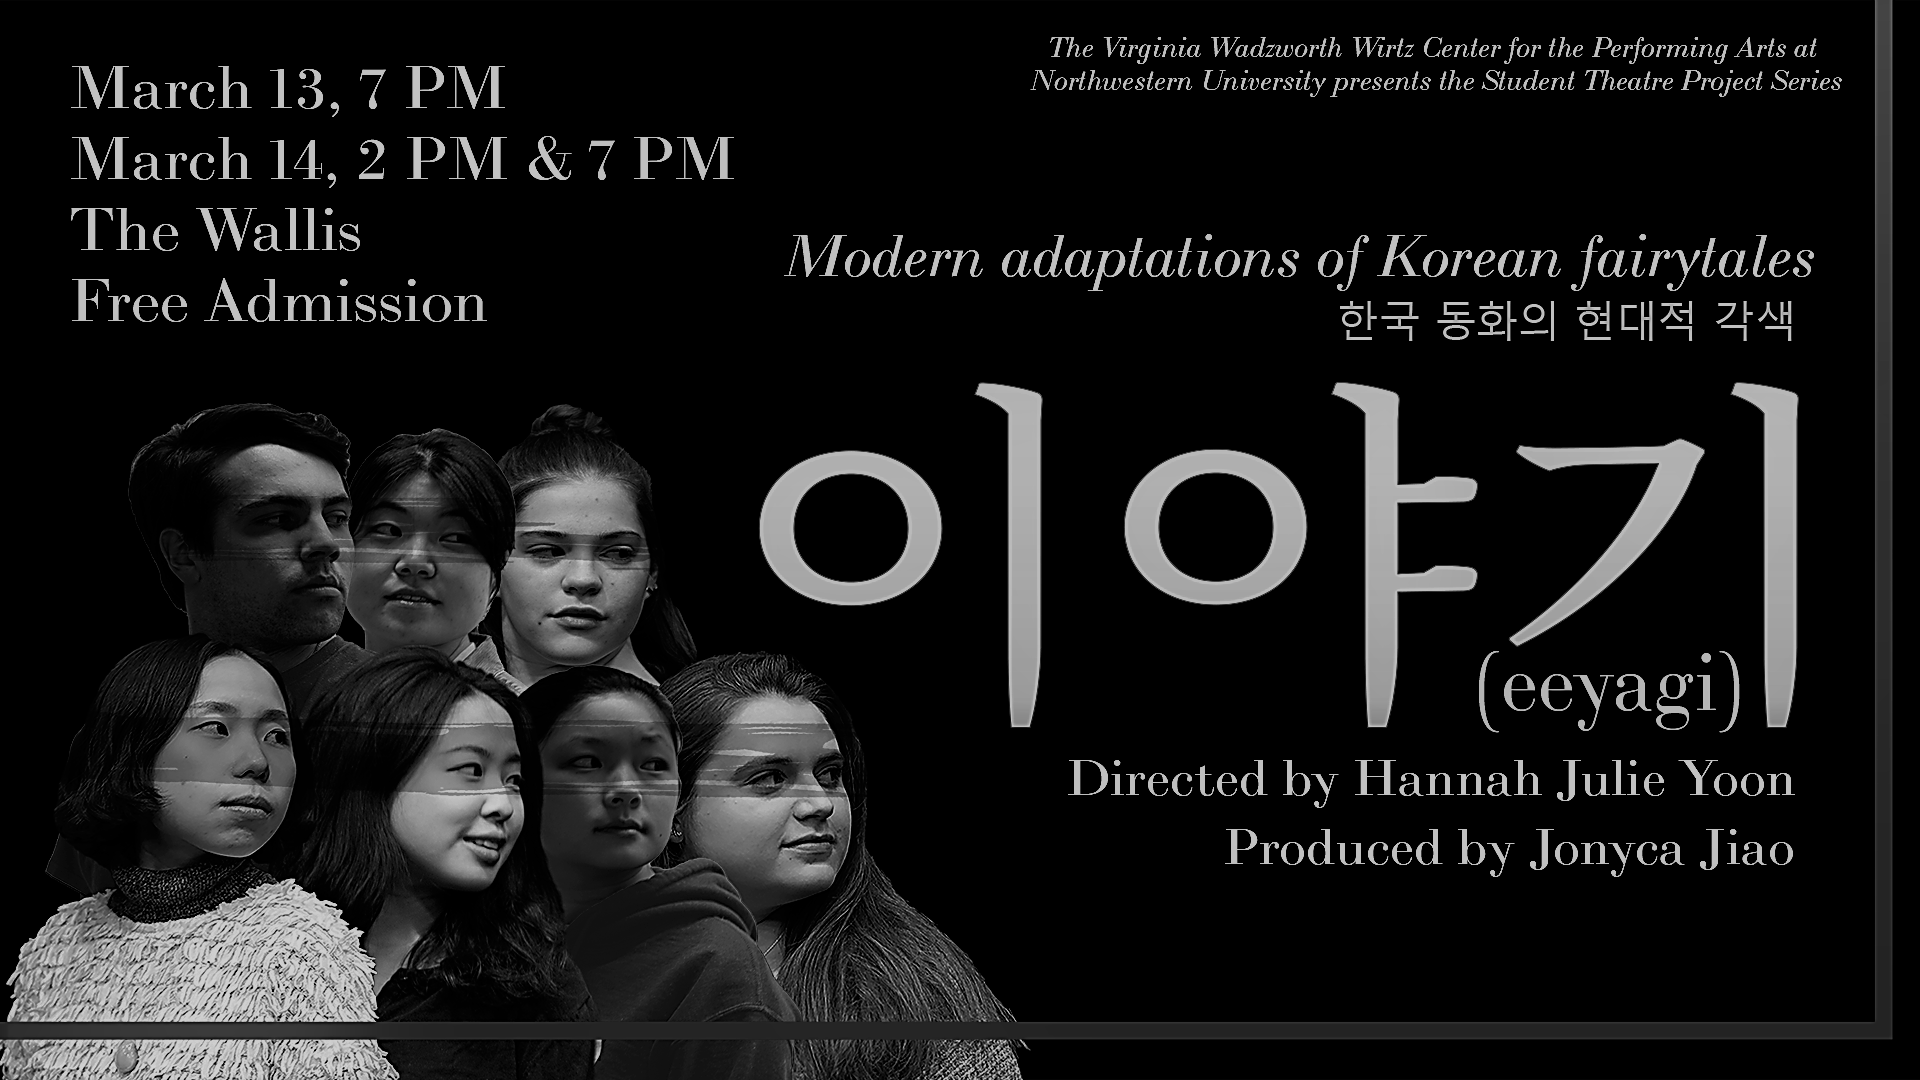 March 13, 7 PM
March 14, 2 PM & 7 PM
The Wallis
Free Admission
The Virginia Wadzworth Wirtz Center for the Performing Arts at
Northwestern University presents the Student Theatre Project Series
Modern adaptations of Korean fairytales
한국 동화의 현대적 각색
이야기
(eeyagi)
Directed by Hannah Julie Yoon
Produced by Jonyca Jiao